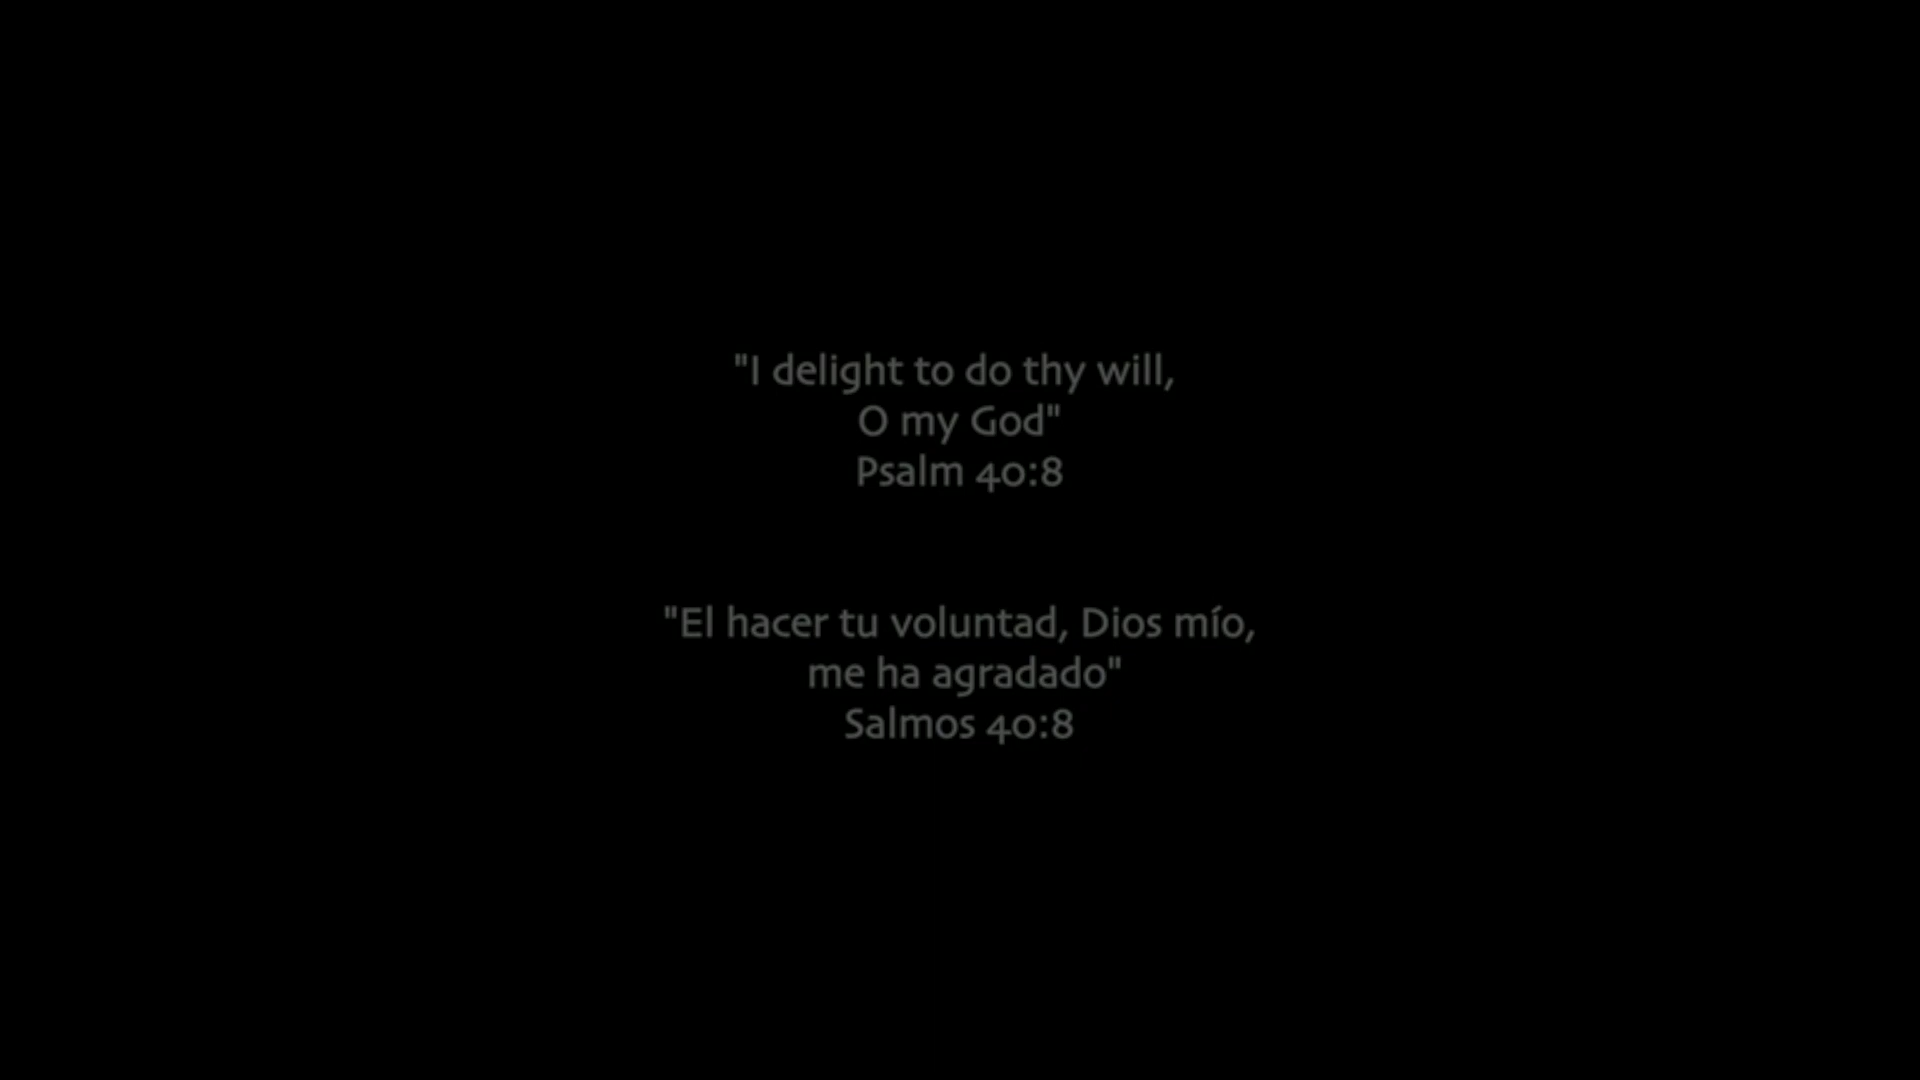 "I delight to do thy will,
O my God"
Psalm 40:8
"El hacer tu voluntad, Dios mío,
me ha agradado"
Salmos 40:8